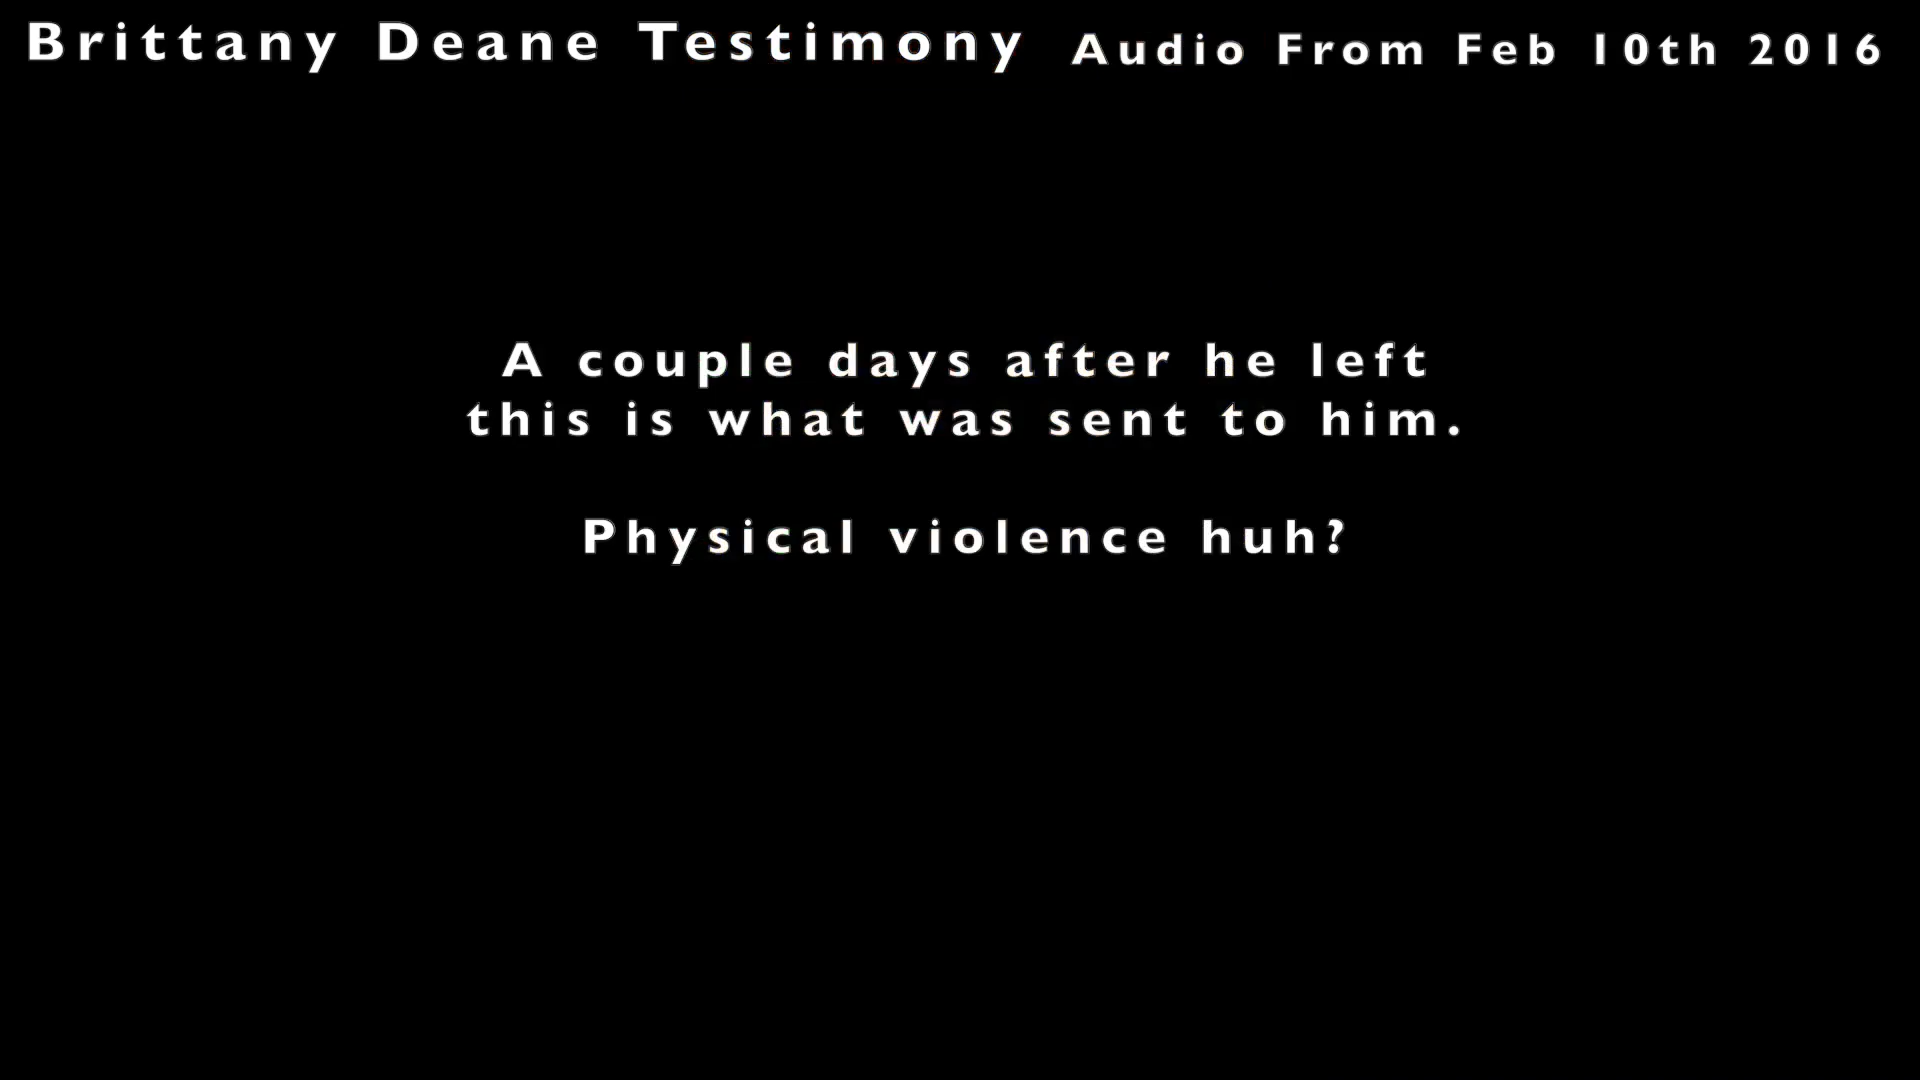 Brittany Deane Testimony Audio From Feb 10th 2016
A couple days after he left
this is what was sent to him.
Physical violence huh?